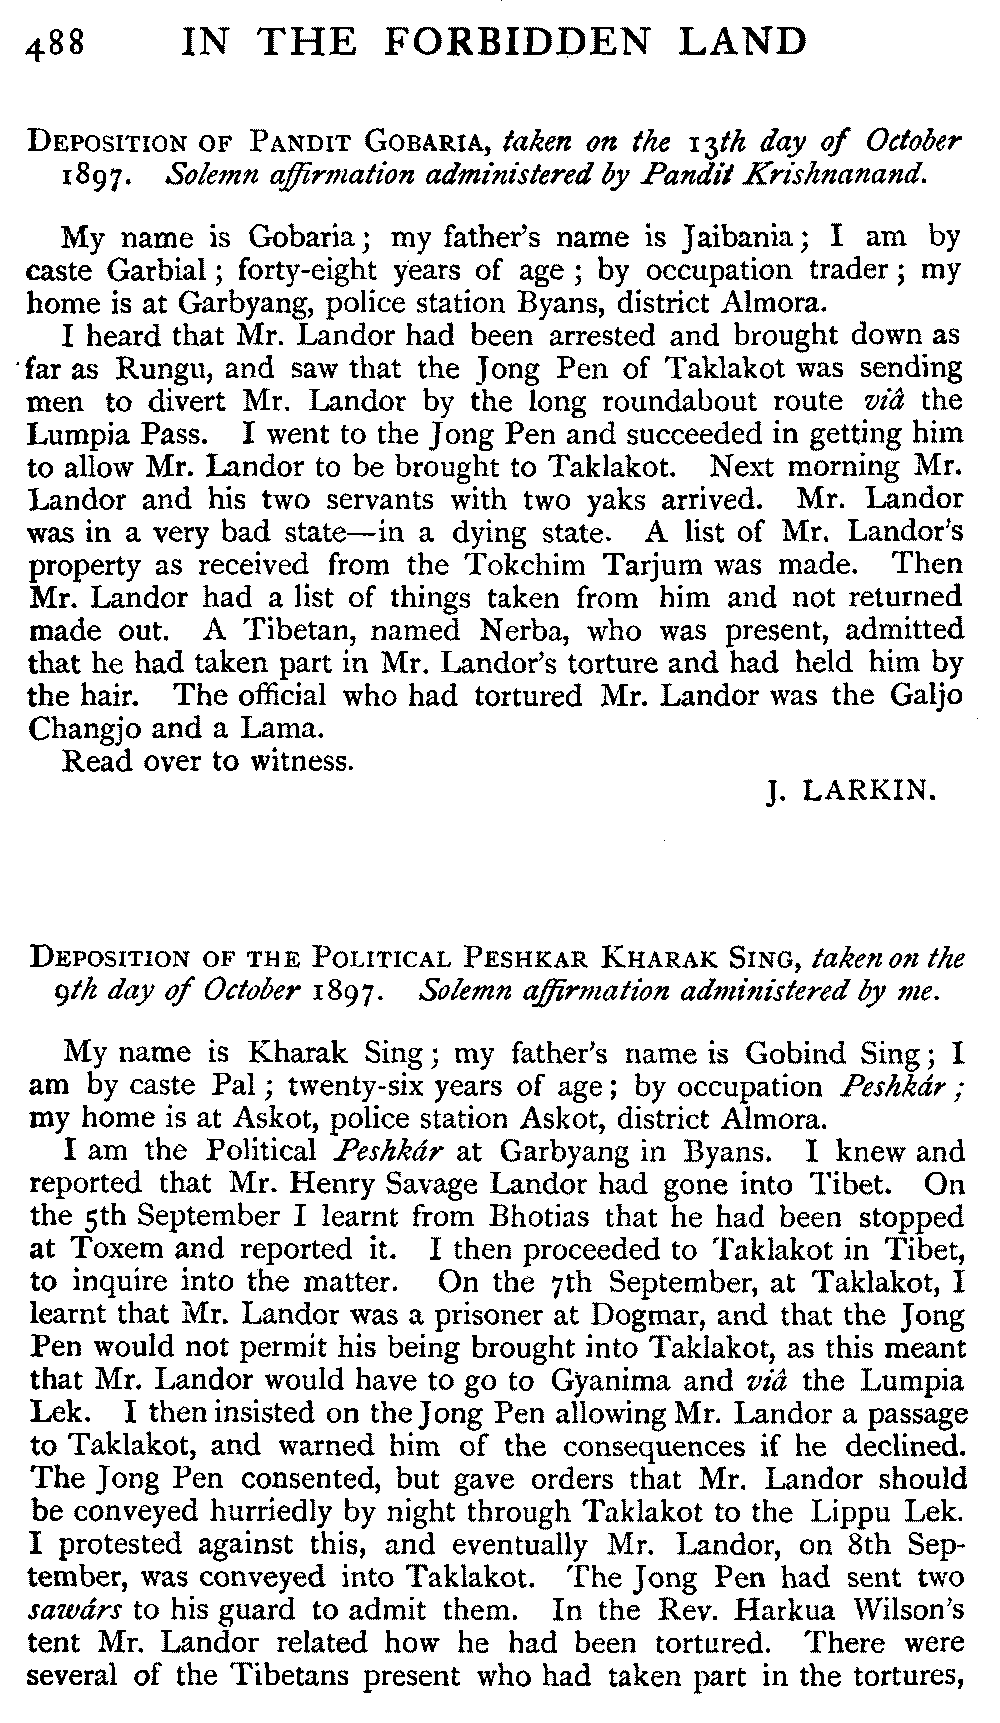 488 IN THE FORBIDDEN LAND
DEPOSITION OF PANDIT GOBARIA, taken on the 13th day of October
1897. Solemn affirmation administered by Pandit Krishnanand.
My name is Gobaria; my father's name is Jaibania; I am by
caste Garbial; forty-eight years of age; by occupation trader; my
home is at Garbyang, police station Byans, district Almora.
I heard that Mr. Landor had been arrested and brought down as
far as Rungu, and saw that the Jong Pen of Taklakot was sending
men to divert Mr. Landor by the long roundabout route viâ the
Lumpia Pass. I went to the Jong Pen and succeeded in getting him
to allow Mr. Landor to be brought to Taklakot. Next morning Mr.
Landor and his two servants with two yaks arrived. Mr. Landor
was in a very bad state—in a dying state. A list of Mr. Landor's
property as received from the Tokchim Tarjum was made. Then
Mr. Landor had a list of things taken from him and not returned
made out. A Tibetan, named Nerba, who was present, admitted
that he had taken part in Mr. Landor's torture and had held him by
the hair. The official who had tortured Mr. Landor was the Galjo
Changjo and a Lama.
Read over to witness.
J. LARKIN.
DEPOSITION OF THE POLITICAL PESHKAR KHARAK SING, taken on the
9th day of October 1897. Solemn affirmation administered by me.
My name is Kharak Sing; my father's name is Gobind Sing; I
am by caste Pal; twenty-six years of age; by occupation Peshkár;
my home is at Askot, police station Askot, district Almora.
I am the Political Peshkár at Garbyang in Byans. I knew and
reported that Mr. Henry Savage Landor had gone into Tibet. On
the 5th September I learnt from Bhotias that he had been stopped
at Toxem and reported it. I then proceeded to Taklakot in Tibet,
to inquire into the matter. On the 7th September, at Taklakot, I
learnt that Mr. Landor was a prisoner at Dogmar, and that the Jong
Pen would not permit his being brought into Taklakot, as this meant
that Mr. Landor would have to go to Gyanima and viâ the Lumpia
Lek. I then insisted on the Jong Pen allowing Mr. Landor a passage
to Taklakot, and warned him of the consequences if he declined.
The Jong Pen consented, but gave orders that Mr. Landor should
be conveyed hurriedly by night through Taklakot to the Lippu Lek.
I protested against this, and eventually Mr. Landor, on 8th Sep-
tember, was conveyed into Taklakot. The Jong Pen had sent two
sawárs to his guard to admit them. In the Rev. Harkua Wilson's
tent Mr. Landor related how he had been tortured. There were
several of the Tibetans present who had taken part in the tortures,